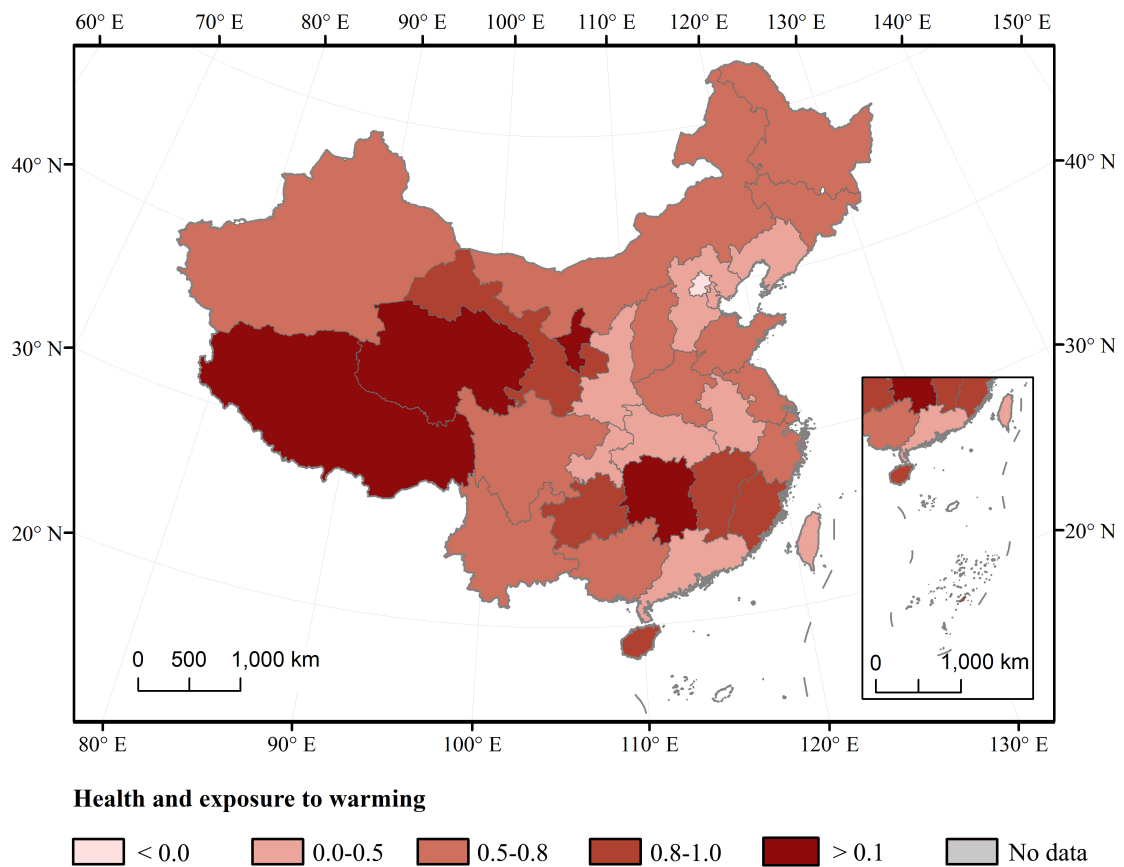 60° E 70° E 80° E 90° E 100° E 110° E 120° E 130° E 140° E 150° E
40° N 40° N
30° N 30° N
20° N 20° N
0 500 1,000 km
0 1,000 km
80° E 90° E 100° E 110° E 120° E 130° E
Health and exposure to warming
< 0.0 0.0-0.5 0.5-0.8 0.8-1.0 > 0.1 No data